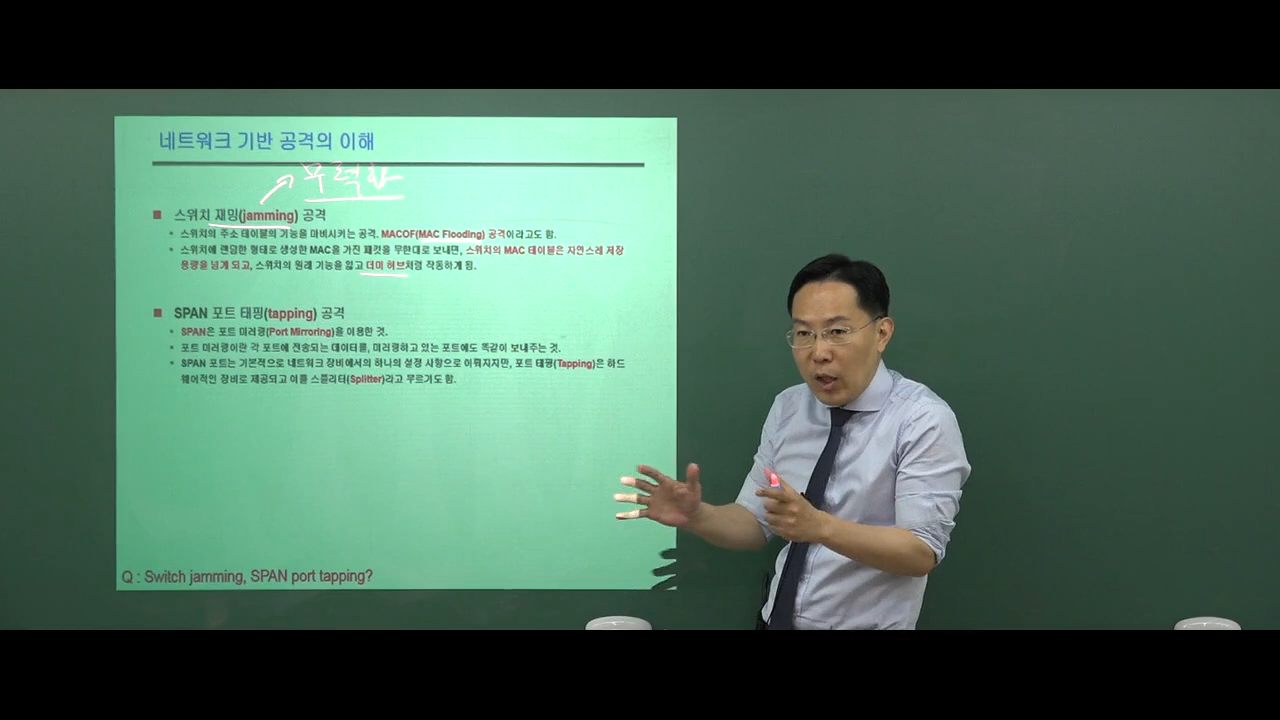 네트워크 기반 공격의 이해
무력화
■ 스위치 재밍(jamming) 공격
• 스위치의 주소 테이블의 기능을 마비시키는 공격. MACOF(MAC Flooding) 공격이라고도 함.
• 스위치에 랜덤한 형태로 생성한 MAC을 가진 패킷을 무한대로 보내면, 스위치의 MAC 테이블은 자연스레 저장
용량을 넘게 되고, 스위치의 원래 기능을 잃고 더미 허브처럼 작동하게 됨.
■ SPAN 포트 태핑(tapping) 공격
• SPAN은 포트 미러링(Port Mirroring)을 이용한 것.
• 포트 미러링이란 각 포트에 전송되는 데이터를, 미러링하고 있는 포트에도 똑같이 보내주는 것.
• SPAN 포트는 기본적으로 네트워크 장비에서의 하나의 설정 사항으로 이뤄지지만, 포트 태핑(Tapping)은 하드
웨어적인 장비로 제공되고 이를 스플리터(Splitter)라고 부르기도 함.
Q : Switch jamming, SPAN port tapping?